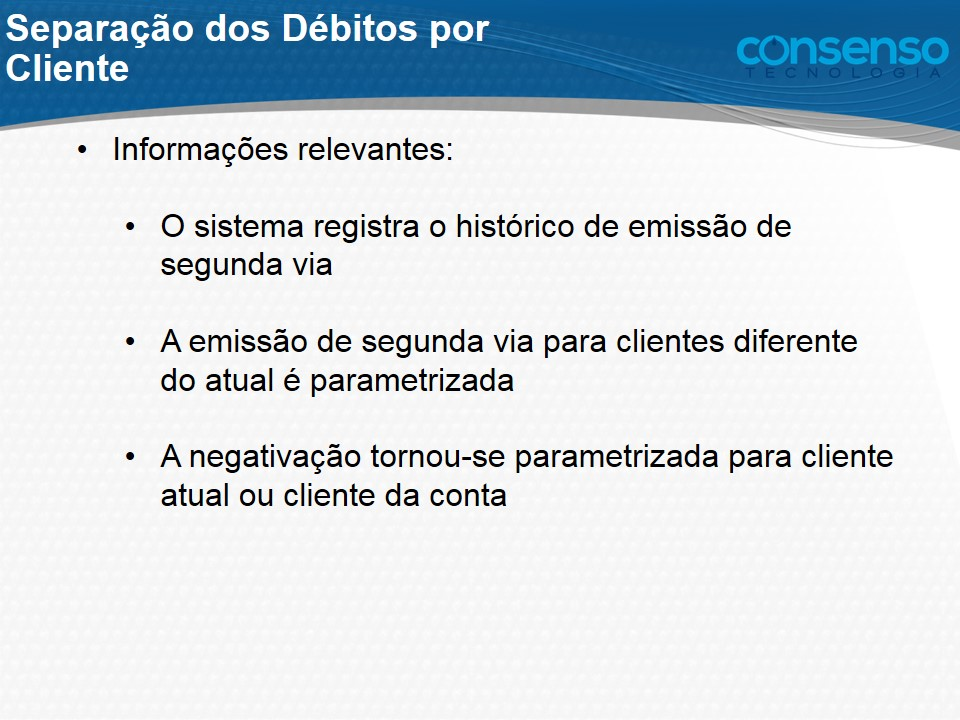 Separação dos Débitos por
Cliente
consenso
TECNOLOGIA
• Informações relevantes:
• O sistema registra o histórico de emissão de
segunda via
• A emissão de segunda via para clientes diferente
do atual é parametrizada
• A negativação tornou-se parametrizada para cliente
atual ou cliente da conta